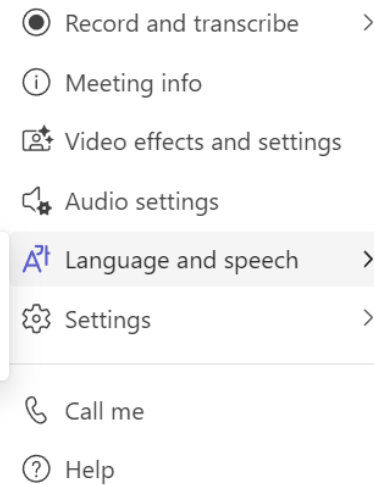 Record and transcribe
Meeting info
Video effects and settings
Audio settings
Language and speech
Settings
Call me
Help